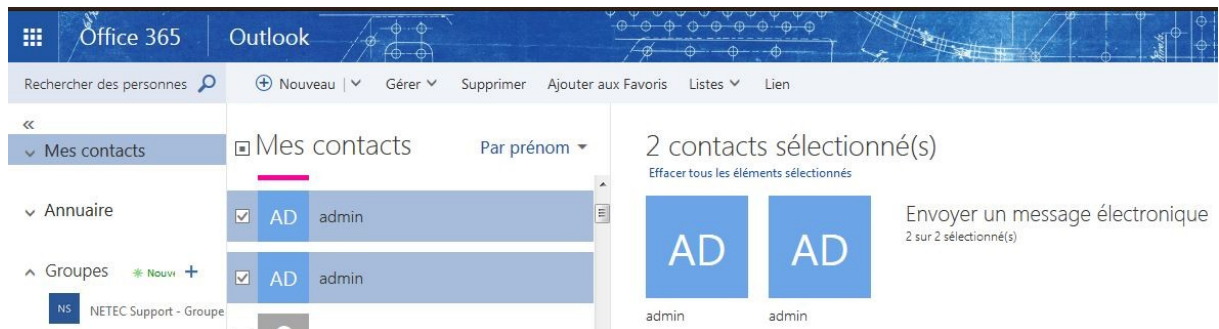 Office 365 Outlook
Rechercher des personnes Nouveau Gérer Supprimer Ajouter aux Favoris Listes Lien
«
Mes contacts
Annuaire
Groupes
NS NETEC Support - Groupe
Mes contacts Par prénom
AD admin
AD admin
2 contacts sélectionné(s)
Effacer tous les éléments sélectionnés
AD AD
admin admin
Envoyer un message électronique
2 sur 2 sélectionné(s)